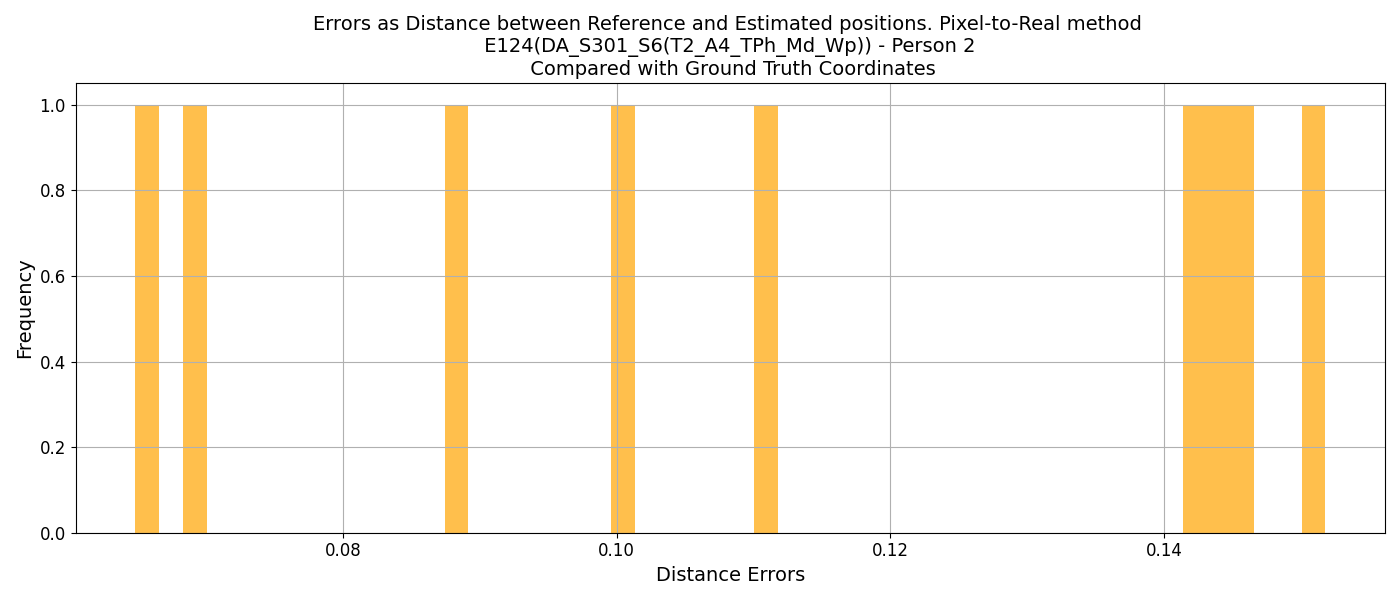 Errors as Distance between Reference and Estimated positions. Pixel-to-Real method
E124(DA_S301_S6(T2_A4_TPh_Md_Wp)) - Person 2
Compared with Ground Truth Coordinates
1.0
0.8
0.6
0.4
0.2
0.0
Frequency
0.08 0.10 0.12 0.14
Distance Errors